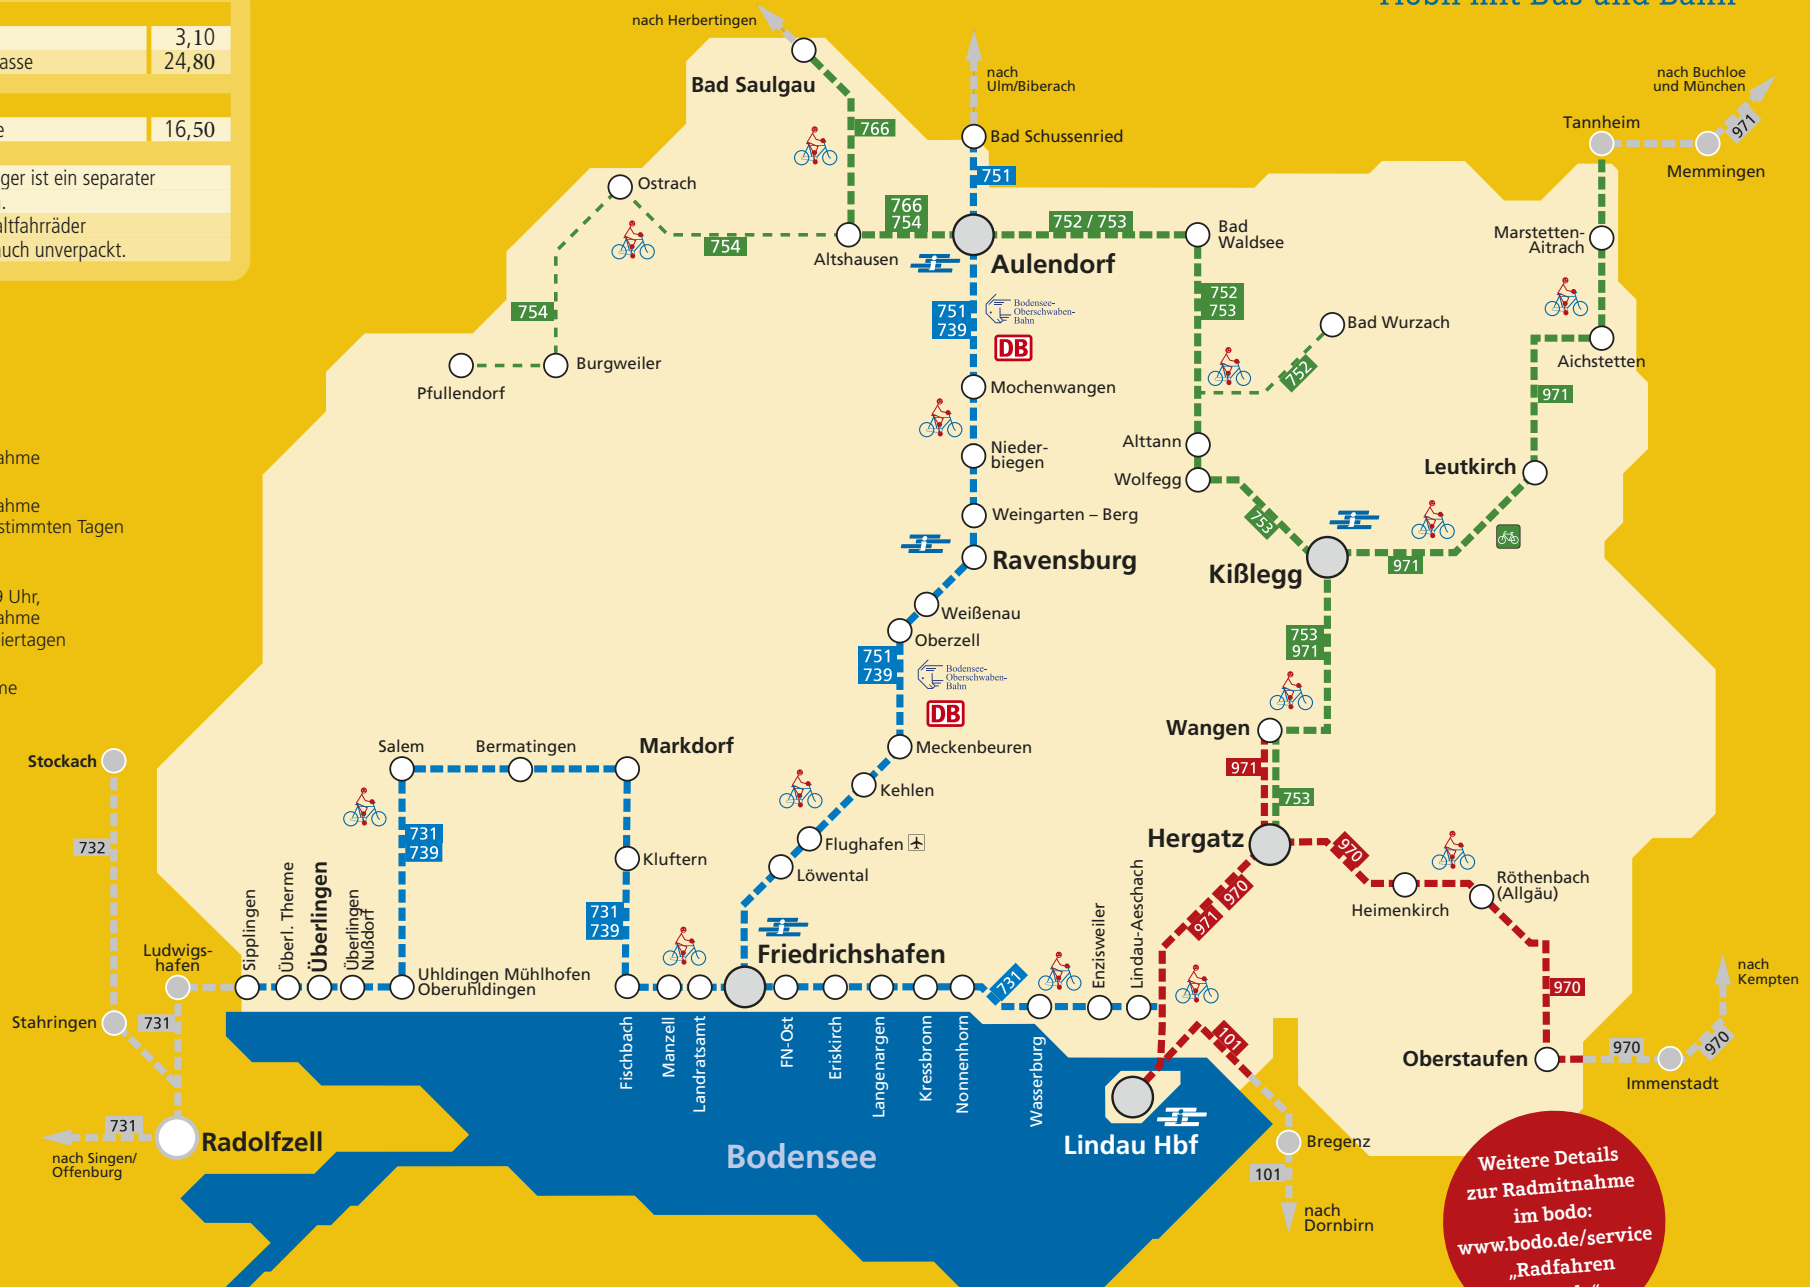 3,10
asse 24,80
e 16,50
ger ist ein separater
altfahrräder
auch unverpackt.
ahme
ahme
stimmten Tagen
9 Uhr,
ahme
iertagen
me
Mobil mit Bus und Bahn
nach Herbertingen
Bad Saulgau
766
nach
Ulm/Biberach
Bad Schussenried
751
nach Buchloe
und München
971
Tannheim
Memmingen
Ostrach
754
766
754
752 / 753
Bad
Waldsee
Marstetten-
Aitrach
Altshausen
Aulendorf
754
751
739
Bodensee-
Oberschwaben-
Bahn
DB
752
753
Bad Wurzach
752
Aichstetten
Burgweiler
Pfullendorf
Mochenwangen
971
Nieder-
biegen
Alttann
Wolfegg
Leutkirch
Weingarten – Berg
753
Ravensburg
Kißlegg
971
Weißenau
Oberzell
751
739
Bodensee-
Oberschwaben-
Bahn
DB
753
971
Meckenbeuren
Wangen
Stockach
Salem
Bermatingen
Markdorf
971
753
Kehlen
732
731
739
Flughafen
Löwental
Kluftern
Hergatz
970
Röthenbach
(Allgäu)
Heimenkirch
971
970
731
739
Ludwigs-
hafen
Sipplingen
Überl. Therme
Überlingen
Überlingen
Nußdorf
Uhldingen Mühlhofen
Oberuhldingen
Friedrichshafen
731
Enzisweiler
Lindau-Aeschach
970
nach
Kempten
Stahringen
731
Fischbach
Manzell
Landratsamt
FN-Ost
Eriskirch
Langenargen
Kressbronn
Nonnenhorn
Wasserburg
101
Oberstaufen
970
970
Immenstadt
731
Radolfzell
nach Singen/
Offenburg
Bodensee
Lindau Hbf
Bregenz
101
nach
Dornbirn
Weitere Details
zur Radmitnahme
im bodo:
www.bodo.de/service
„Radfahren